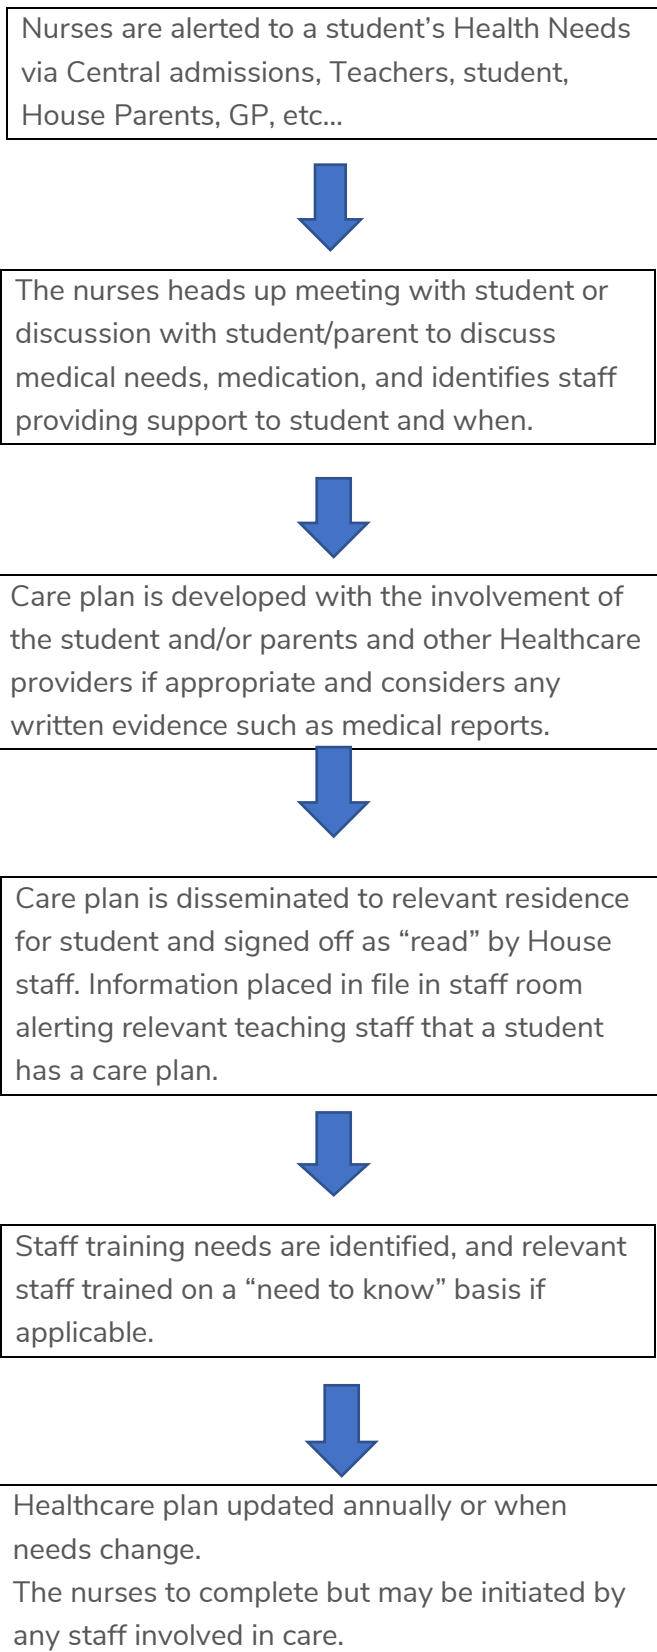 Nurses are alerted to a student’s Health Needs
via Central admissions, Teachers, student,
House Parents, GP, etc…
The nurses heads up meeting with student or
discussion with student/parent to discuss
medical needs, medication, and identifies staff
providing support to student and when.
Care plan is developed with the involvement of
the student and/or parents and other Healthcare
providers if appropriate and considers any
written evidence such as medical reports.
Care plan is disseminated to relevant residence
for student and signed off as “read” by House
staff. Information placed in file in staff room
alerting relevant teaching staff that a student
has a care plan.
Staff training needs are identified, and relevant
staff trained on a “need to know” basis if
applicable.
Healthcare plan updated annually or when
needs change.
The nurses to complete but may be initiated by
any staff involved in care.